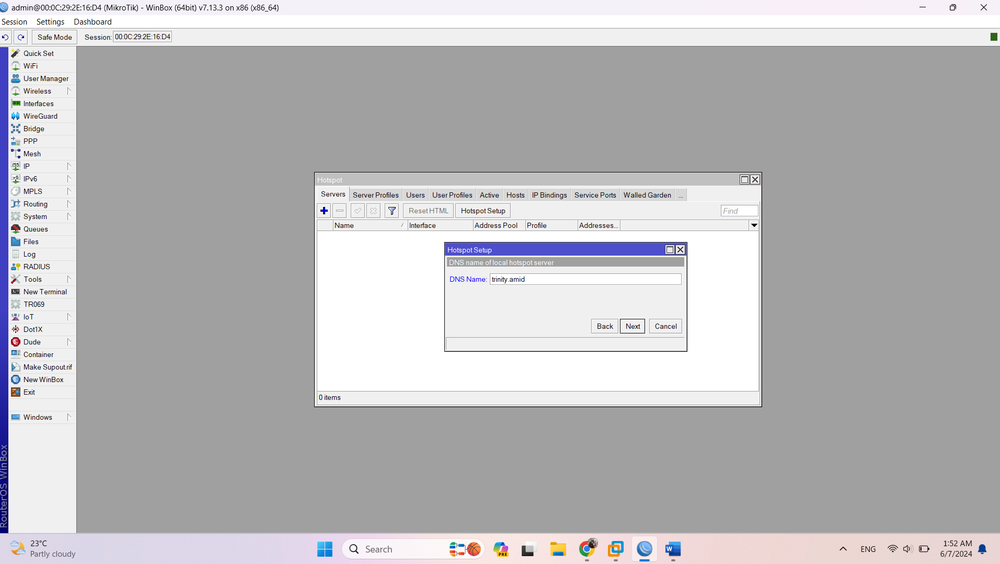 admin@00:0C:29:2E:16:D4 (MikroTik) - WinBox (64bit) v7.13.3 on x86 (x86_64)
Session Settings Dashboard
Safe Mode Session: 00:0C:29:2E:16:D4
Quick Set
WiFi
User Manager
Wireless
Interfaces
WireGuard
Bridge
PPP
Mesh
IP
IPv6
MPLS
Routing
System
Queues
Files
Log
RADIUS
Tools
New Terminal
TR069
IoT
Dot1X
Dude
Container
Make Supout.rif
New WinBox
Exit
Windows
RouterOS WinBox
Hotspot
Servers Server Profiles Users User Profiles Active Hosts IP Bindings Service Ports Walled Garden ...
Reset HTML Hotspot Setup Find
Name Interface Address Pool Profile Addresses...
Hotspot Setup
DNS name of local hotspot server
DNS Name: trinity.amid
Back Next Cancel
0 items
23°C
Partly cloudy
Search
PRE
ENG
1:52 AM
6/7/2024